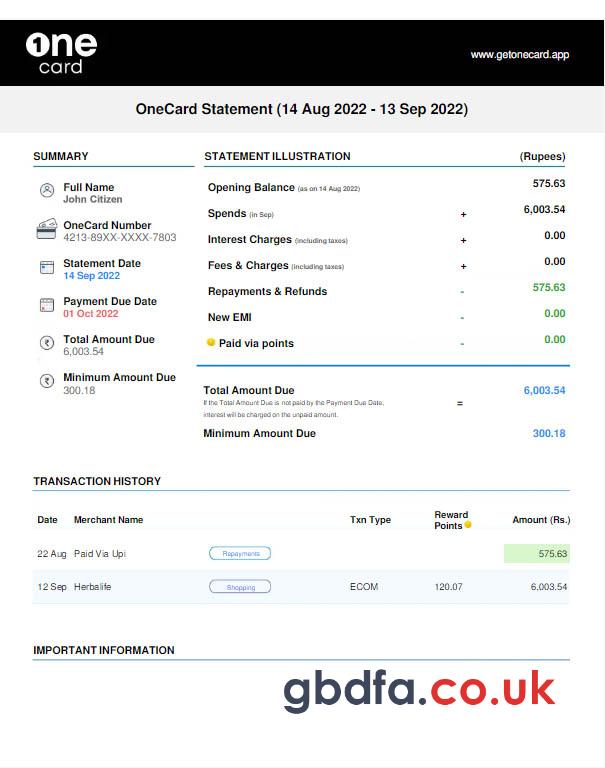 One
card
www.getonecard.app
OneCard Statement (14 Aug 2022 - 13 Sep 2022)
SUMMARY
Full Name
John Citizen
OneCard Number
4213-89XX-XXXX-7803
Statement Date
14 Sep 2022
Payment Due Date
01 Oct 2022
Total Amount Due
6,003.54
Minimum Amount Due
300.18
STATEMENT ILLUSTRATION (Rupees)
Opening Balance (as on 14 Aug 2022) 575.63
Spends (in Sep) + 6,003.54
Interest Charges (including taxes) + 0.00
Fees & Charges (including taxes) + 0.00
Repayments & Refunds - 575.63
New EMI - 0.00
Paid via points - 0.00
Total Amount Due = 6,003.54
If the Total Amount Due is not paid by the Payment Due Date,
interest will be charged on the unpaid amount.
Minimum Amount Due 300.18
TRANSACTION HISTORY
Date Merchant Name Txn Type Reward Points Amount (Rs.)
22 Aug Paid Via Upi Repayments 575.63
12 Sep Herbalife Shopping ECOM 120.07 6,003.54
IMPORTANT INFORMATION
gbdfa.co.uk